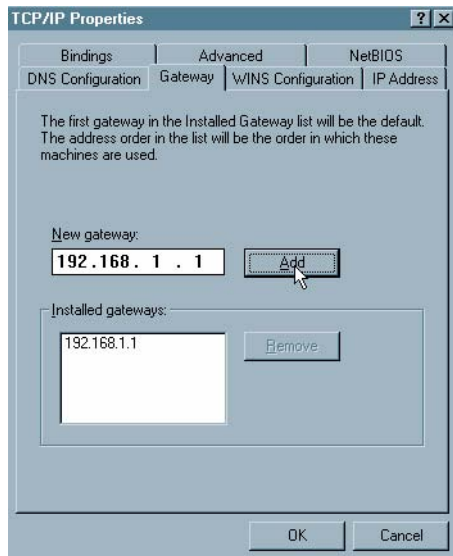 TCP/IP Properties
? ×
Bindings Advanced NetBIOS
DNS Configuration Gateway WINS Configuration IP Address
The first gateway in the Installed Gateway list will be the default.
The address order in the list will be the order in which these
machines are used.
New gateway:
192.168. 1 . 1 Add
Installed gateways:
192.168.1.1 Remove
OK Cancel